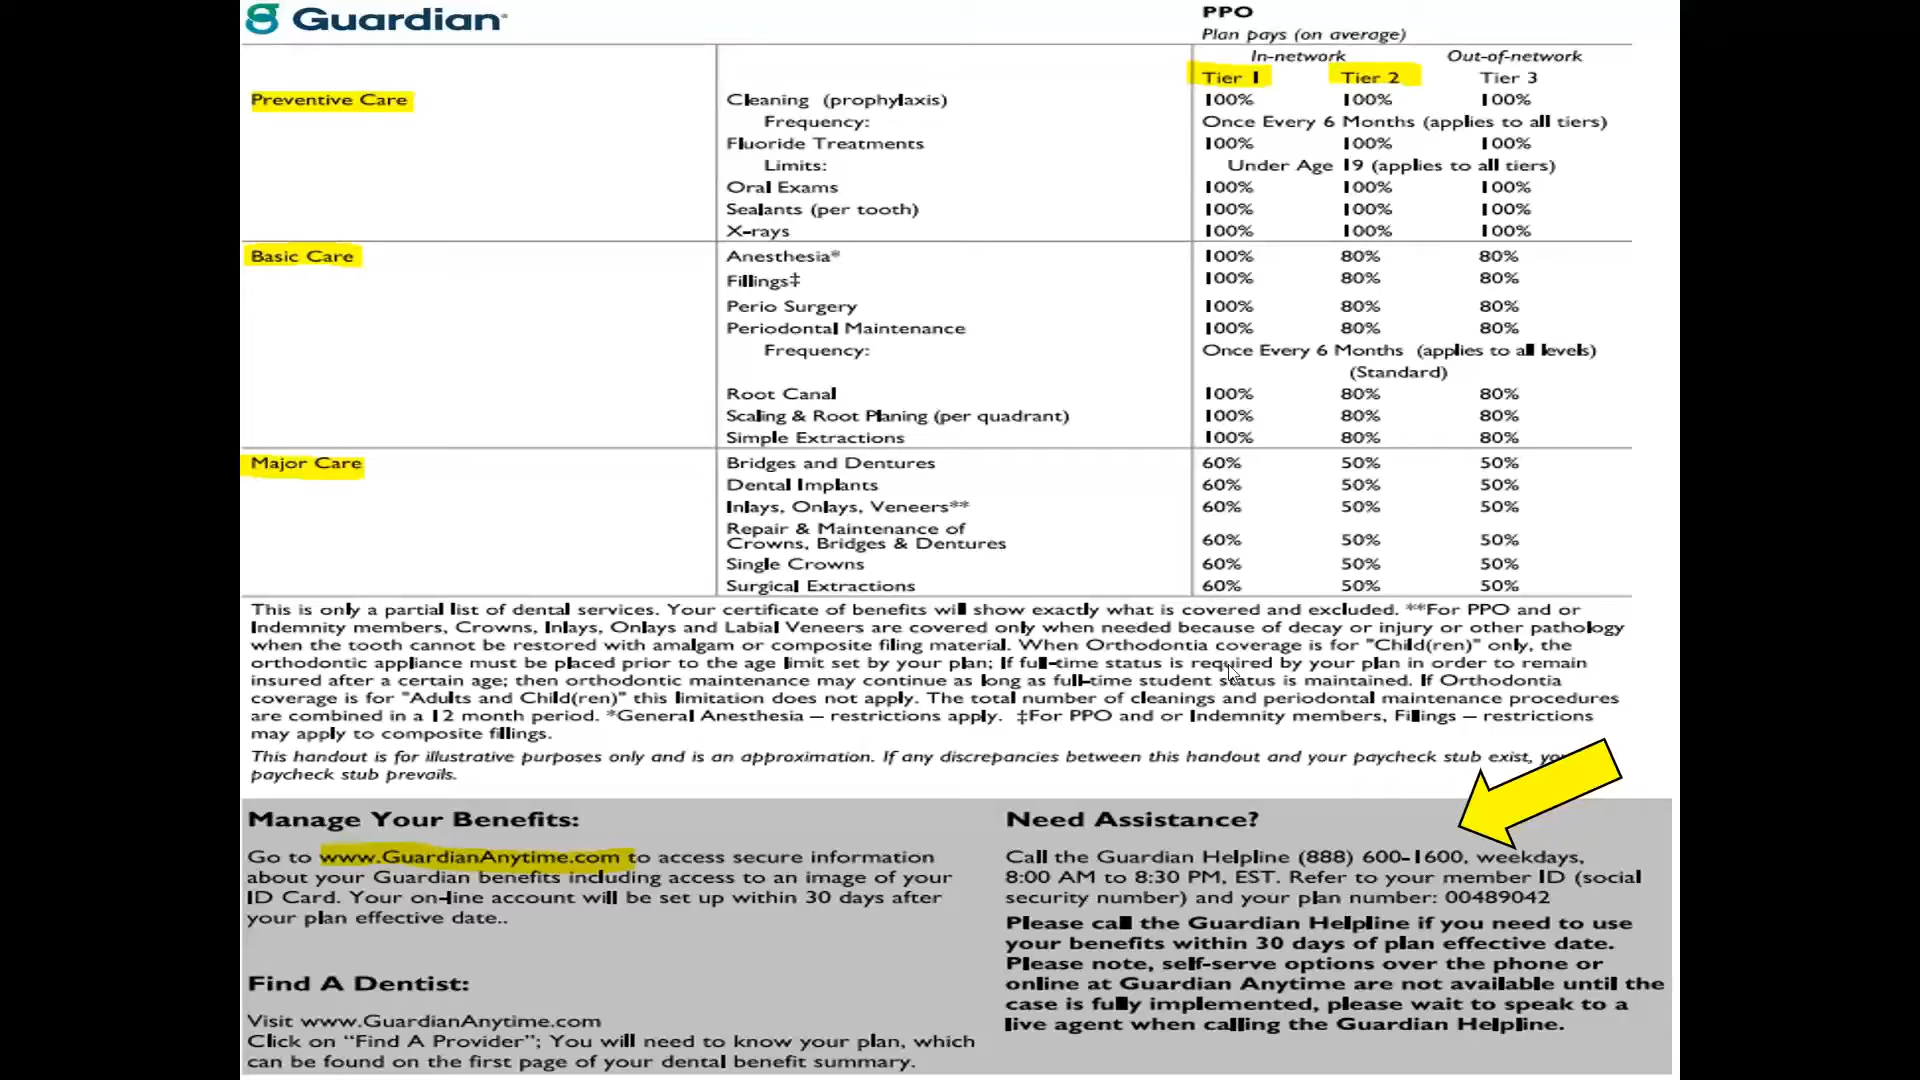 Guardian®
PPO
Plan pays (on average)
In-network Out-of-network
Tier 1 Tier 2 Tier 3
Preventive Care Cleaning (prophylaxis) 100% 100% 100%
Frequency: Once Every 6 Months (applies to all tiers)
Fluoride Treatments 100% 100% 100%
Limits: Under Age 19 (applies to all tiers)
Oral Exams 100% 100% 100%
Sealants (per tooth) 100% 100% 100%
X-rays 100% 100% 100%
Basic Care Anesthesia* 100% 80% 80%
Fillings‡ 100% 80% 80%
Perio Surgery 100% 80% 80%
Periodontal Maintenance 100% 80% 80%
Frequency: Once Every 6 Months (applies to all levels)
(Standard)
Root Canal 100% 80% 80%
Scaling & Root Planing (per quadrant) 100% 80% 80%
Simple Extractions 100% 80% 80%
Major Care Bridges and Dentures 60% 50% 50%
Dental Implants 60% 50% 50%
Inlays, Onlays, Veneers** 60% 50% 50%
Repair & Maintenance of
Crowns, Bridges & Dentures 60% 50% 50%
Single Crowns 60% 50% 50%
Surgical Extractions 60% 50% 50%
This is only a partial list of dental services. Your certificate of benefits will show exactly what is covered and excluded. **For PPO and or
Indemnity members, Crowns, Inlays, Onlays and Labial Veneers are covered only when needed because of decay or injury or other pathology
when the tooth cannot be restored with amalgam or composite filing material. When Orthodontia coverage is for "Child(ren)" only, the
orthodontic appliance must be placed prior to the age limit set by your plan; If full-time status is required by your plan in order to remain
insured after a certain age; then orthodontic maintenance may continue as long as full-time student status is maintained. If Orthodontia
coverage is for "Adults and Child(ren)" this limitation does not apply. The total number of cleanings and periodontal maintenance procedures
are combined in a 12 month period. *General Anesthesia – restrictions apply. ‡For PPO and or Indemnity members, Fillings – restrictions
may apply to composite fillings.
This handout is for illustrative purposes only and is an approximation. If any discrepancies between this handout and your paycheck stub exist,
paycheck stub prevails.
Manage Your Benefits:
Go to www.GuardianAnytime.com to access secure information
about your Guardian benefits including access to an image of your
ID Card. Your on-line account will be set up within 30 days after
your plan effective date..
Find A Dentist:
Visit www.GuardianAnytime.com
Click on “Find A Provider”; You will need to know your plan, which
can be found on the first page of your dental benefit summary.
Need Assistance?
Call the Guardian Helpline (888) 600-1600, weekdays,
8:00 AM to 8:30 PM, EST. Refer to your member ID (social
security number) and your plan number: 00489042
Please call the Guardian Helpline if you need to use
your benefits within 30 days of plan effective date.
Please note, self-serve options over the phone or
online at Guardian Anytime are not available until the
case is fully implemented, please wait to speak to a
live agent when calling the Guardian Helpline.